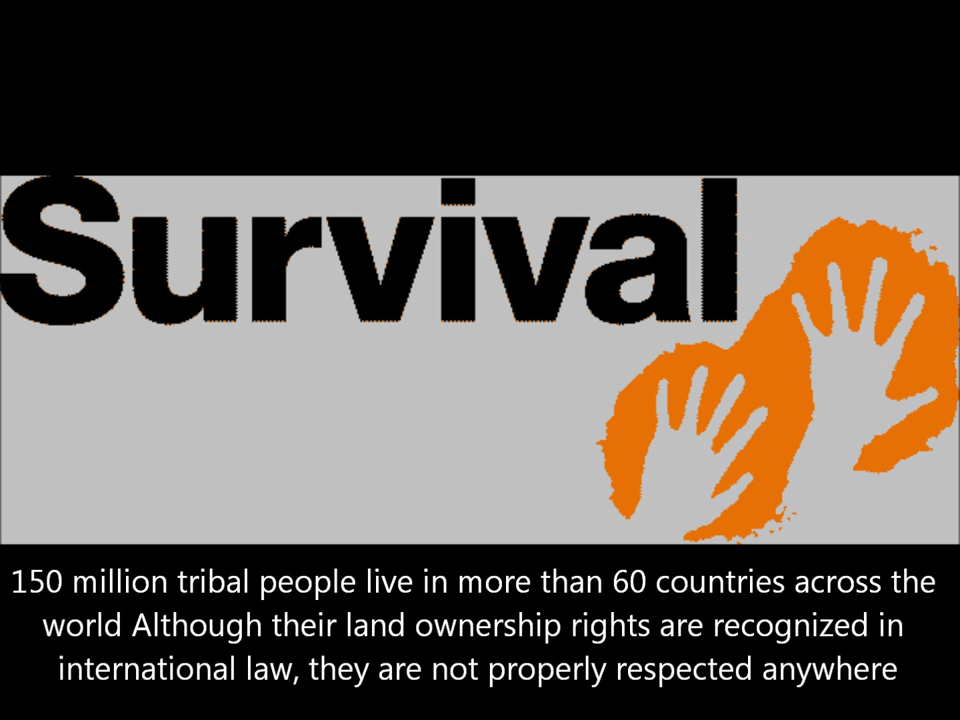 Survival
150 million tribal people live in more than 60 countries across the
world Although their land ownership rights are recognized in
international law, they are not properly respected anywhere